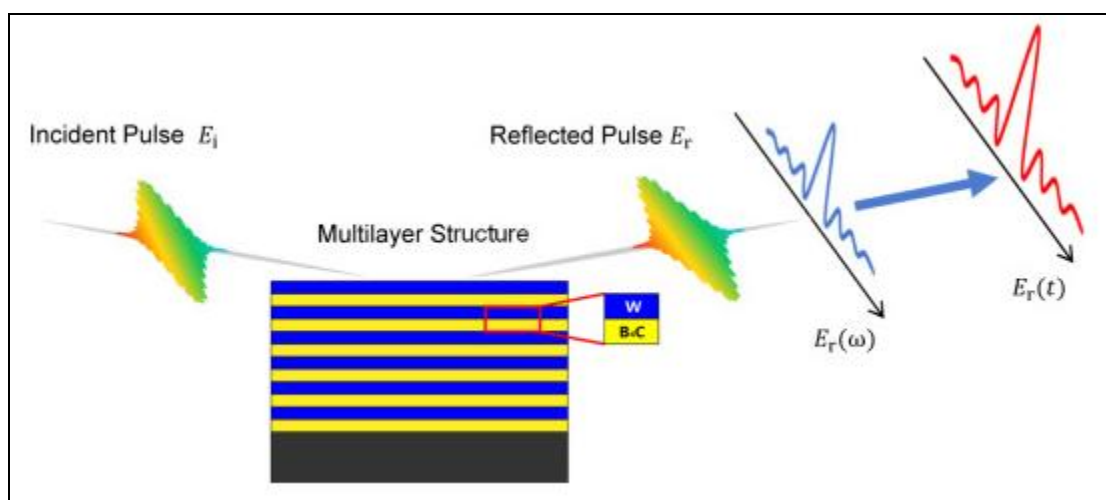 Incident Pulse Ei
Reflected Pulse Er
Multilayer Structure
W
B₄C
Er(ω)
Er(t)